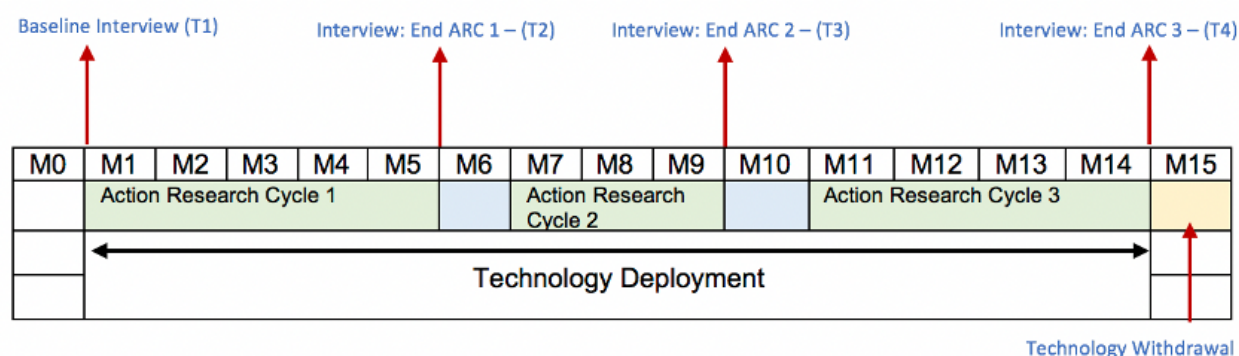 Baseline Interview (T1)
Interview: End ARC 1 – (T2)
Interview: End ARC 2 – (T3)
Interview: End ARC 3 – (T4)
M0 M1 M2 M3 M4 M5 M6 M7 M8 M9 M10 M11 M12 M13 M14 M15
Action Research Cycle 1
Action Research
Cycle 2
Action Research Cycle 3
Technology Deployment
Technology Withdrawal